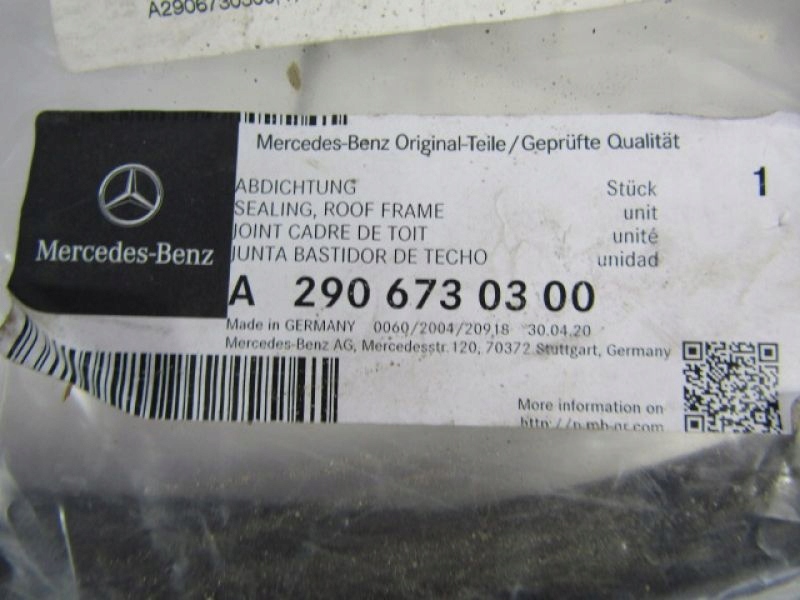 Mercedes-Benz Original-Teile/Geprüfte Qualität
Mercedes-Benz
ABDICHTUNG Stück 1
SEALING, ROOF FRAME unit
JOINT CADRE DE TOIT unité
JUNTA BASTIDOR DE TECHO unidad
A 290 673 03 00
Made in GERMANY 0060/2004/209,18 30.04.20
Mercedes-Benz AG, Mercedesstr.120, 70372 Stuttgart, Germany
More information on